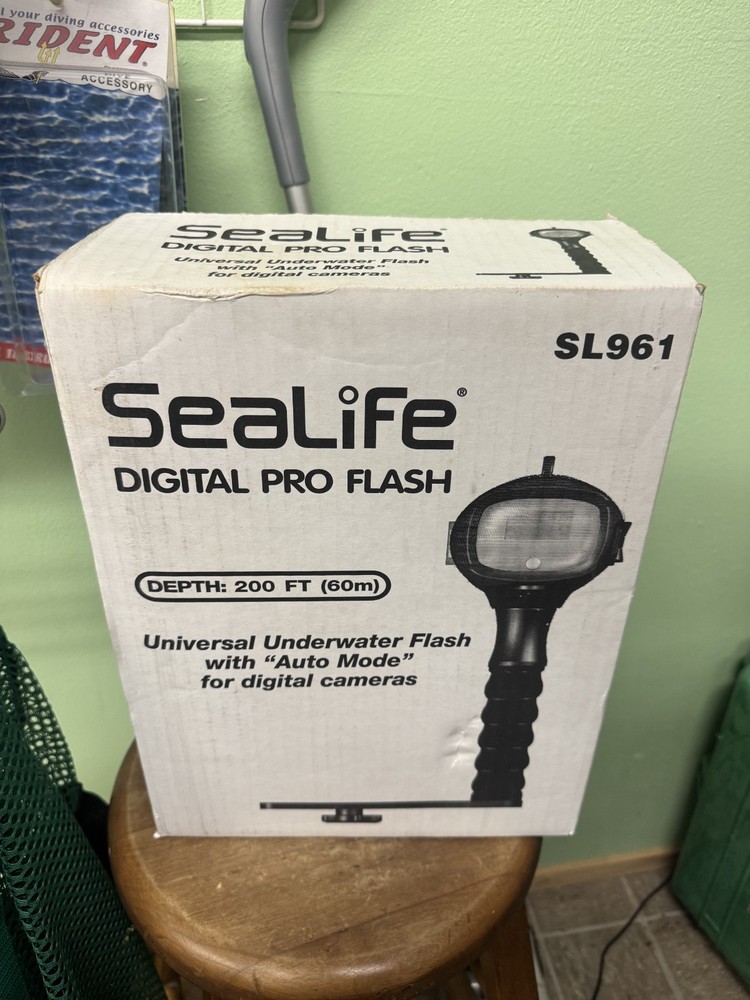 l your diving accessories
RIDENT®
ACCESSORY
SeaLife®
DIGITAL PRO FLASH
Universal Underwater Flash
with "Auto Mode"
for digital cameras
SL961
SeaLife®
DIGITAL PRO FLASH
DEPTH: 200 FT (60m)
Universal Underwater Flash
with “Auto Mode”
for digital cameras